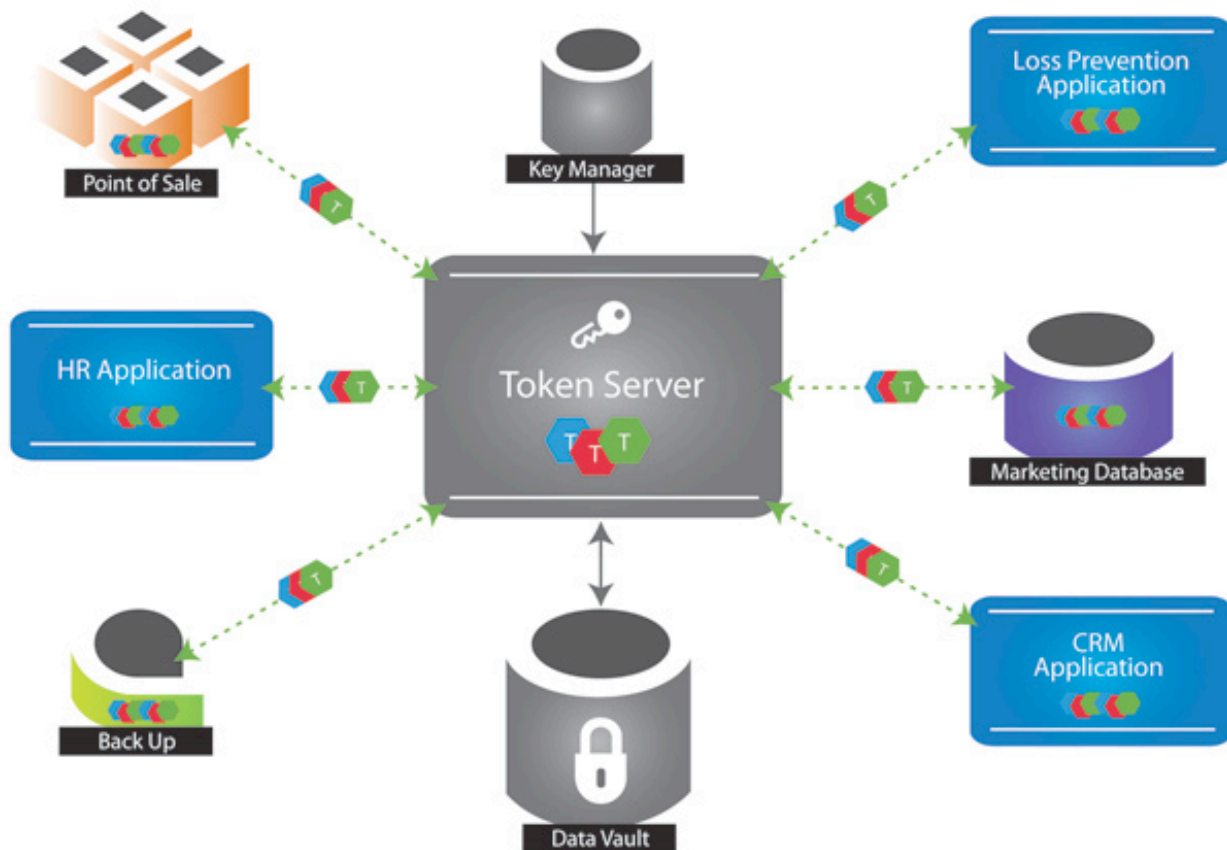 Loss Prevention
Application
Key Manager
Point of Sale
T
T
HR Application
T
Token Server
T
T T T
Marketing Database
T
T
CRM
Application
Back Up
Data Vault